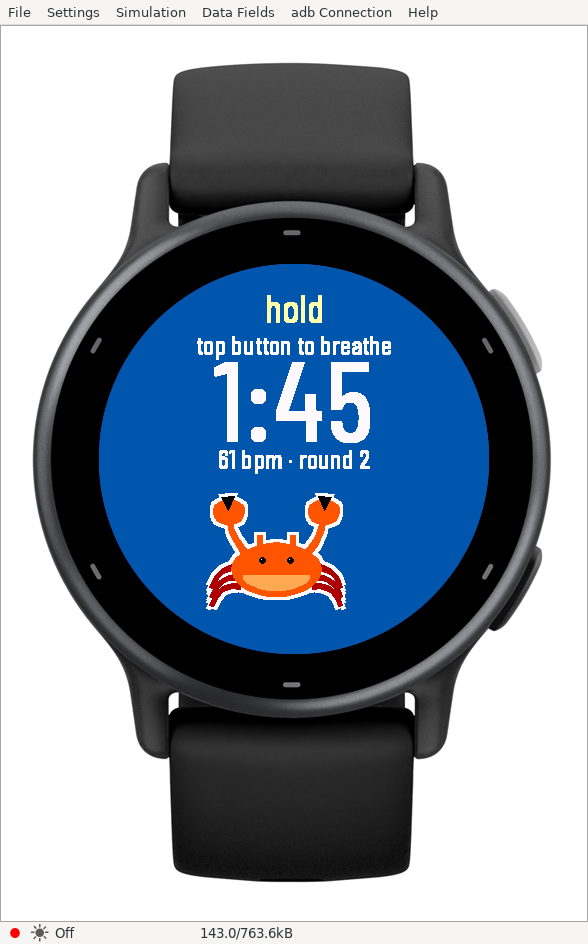 File Settings Simulation Data Fields adb Connection Help
hold
top button to breathe
1:45
61 bpm · round 2
Off 143.0/763.6kB